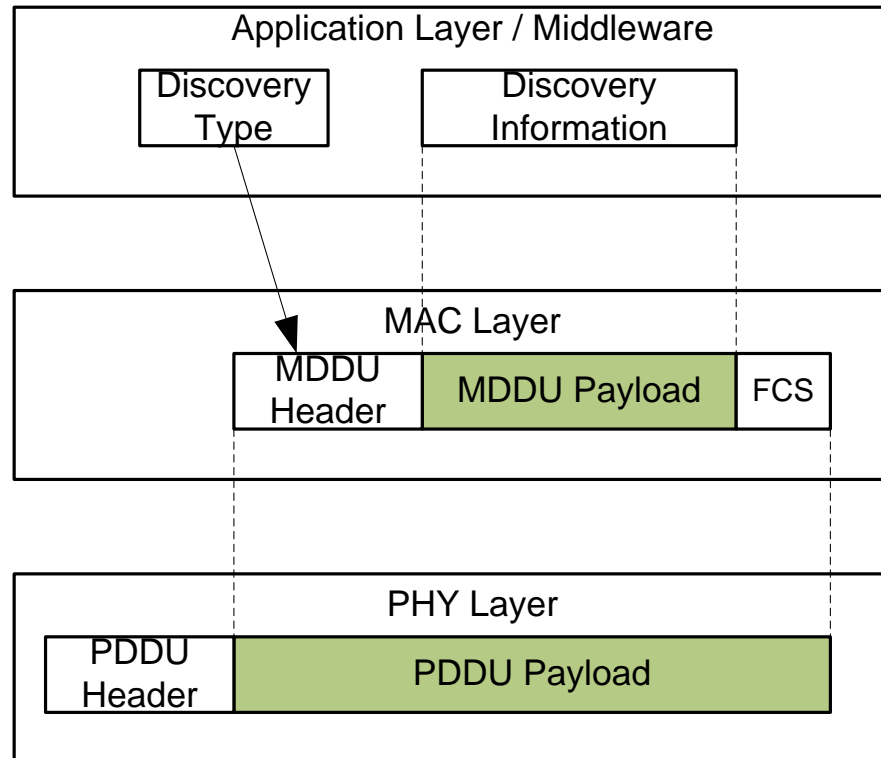 Application Layer / Middleware
Discovery
Type
Discovery
Information
MAC Layer
MDDU
Header
MDDU Payload
FCS
PHY Layer
PDDU
Header
PDDU Payload